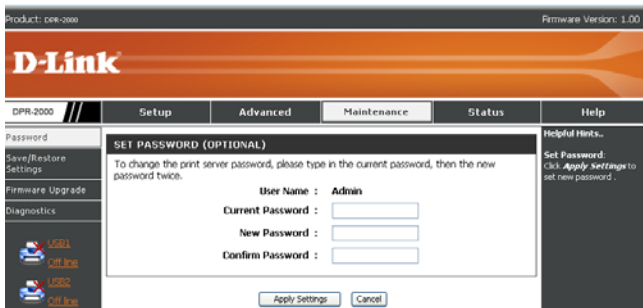 Product: DPR-2000
Firmware Version: 1.00
D-Link
DPR-2000
Setup
Advanced
Maintenance
Status
Help
Password
Save/Restore
Settings
Firmware Upgrade
Diagnostics
USB1
Off line
USB2
Off line
SET PASSWORD (OPTIONAL)
To change the print server password, please type in the current password, then the new
password twice.
User Name : Admin
Current Password :
New Password :
Confirm Password :
Apply Settings
Cancel
Helpful Hints..
Set Password:
Click Apply Settings to
set new password .